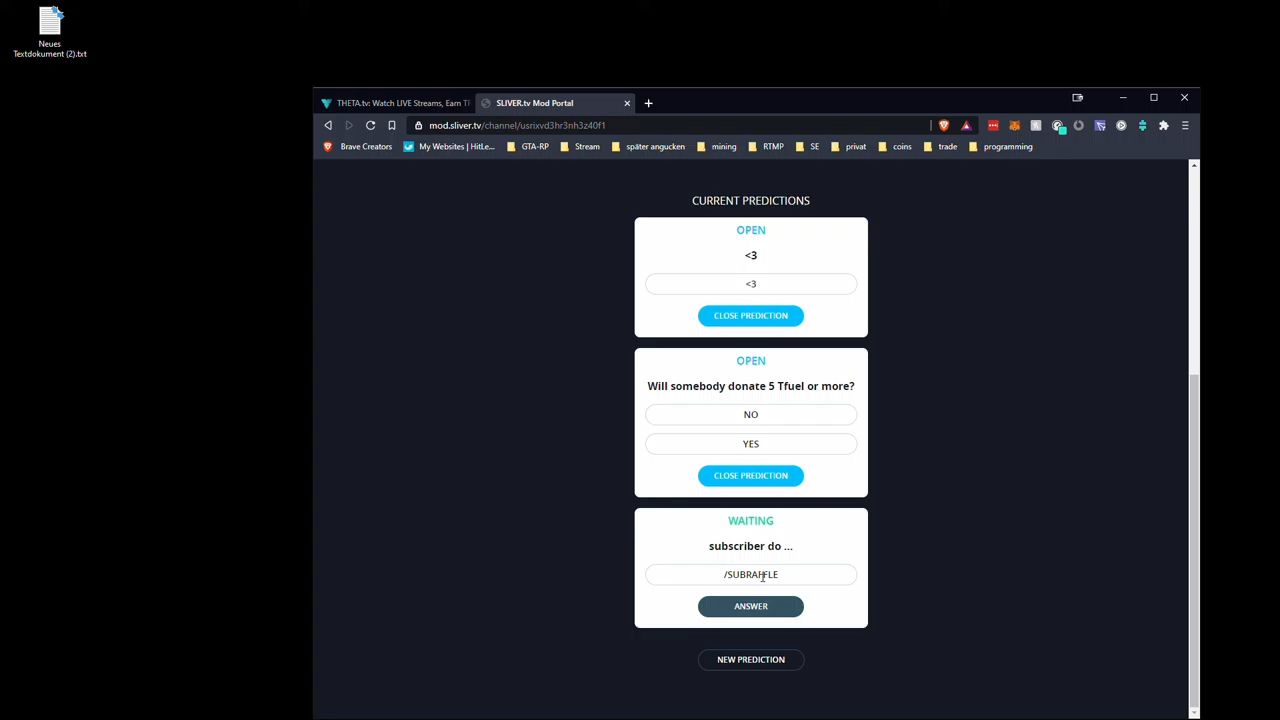 Neues
Textdokument (2).txt
THETA.tv: Watch LIVE Streams, Earn TF
SLIVER.tv Mod Portal
mod.sliver.tv/channel/usrixvd3hr3nh3z40f1
Brave Creators
My Websites | HitLe...
GTA-RP
Stream
später angucken
mining
RTMP
SE
privat
coins
trade
programming
CURRENT PREDICTIONS
OPEN
<3
<3
CLOSE PREDICTION
OPEN
Will somebody donate 5 Tfuel or more?
NO
YES
CLOSE PREDICTION
WAITING
subscriber do ...
/SUBRAFFLE
ANSWER
NEW PREDICTION